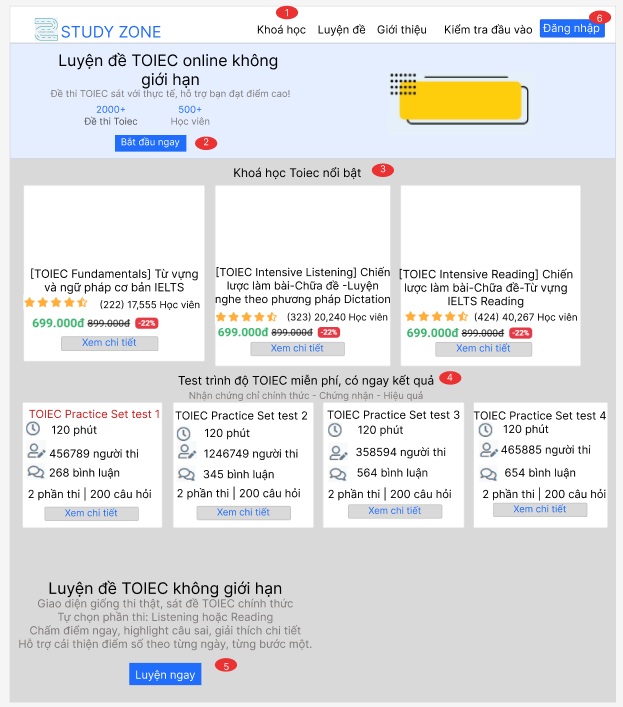 1
6
STUDY ZONE
Khoá học Luyện đề Giới thiệu Kiểm tra đầu vào Đăng nhập
Luyện đề TOIEC online không
giới hạn
Đề thi TOIEC sát với thực tế, hỗ trợ bạn đạt điểm cao!
2000+ 500+
Đề thi Toiec Học viên
Bắt đầu ngay 2
Khoá học Toiec nổi bật 3
[TOIEC Fundamentals] Từ vựng
và ngữ pháp cơ bản IELTS
(222) 17,555 Học viên
699.000đ 899.000đ -22%
Xem chi tiết
[TOIEC Intensive Listening] Chiến
lược làm bài-Chữa đề -Luyện
nghe theo phương pháp Dictation
(323) 20,240 Học viên
699.000đ 899.000đ -22%
Xem chi tiết
[TOIEC Intensive Reading] Chiến
lược làm bài-Chữa đề-Từ vựng
IELTS Reading
(424) 40,267 Học viên
699.000đ 899.000đ -22%
Xem chi tiết
Test trình độ TOIEC miễn phí, có ngay kết quả 4
Nhận chứng chỉ chính thức - Chứng nhận - Hiệu quả
TOIEC Practice Set test 1
120 phút
456789 người thi
268 bình luận
2 phần thi | 200 câu hỏi
Xem chi tiết
TOIEC Practice Set test 2
120 phút
1246749 người thi
345 bình luận
2 phần thi | 200 câu hỏi
Xem chi tiết
TOIEC Practice Set test 3
120 phút
358594 người thi
564 bình luận
2 phần thi | 200 câu hỏi
Xem chi tiết
TOIEC Practice Set test 4
120 phút
465885 người thi
654 bình luận
2 phần thi | 200 câu hỏi
Xem chi tiết
Luyện đề TOIEC không giới hạn
Giao diện giống thi thật, sát đề TOIEC chính thức
Tự chọn phần thi: Listening hoặc Reading
Chấm điểm ngay, highlight câu sai, giải thích chi tiết
Hỗ trợ cải thiện điểm số theo từng ngày, từng bước một.
Luyện ngay 5